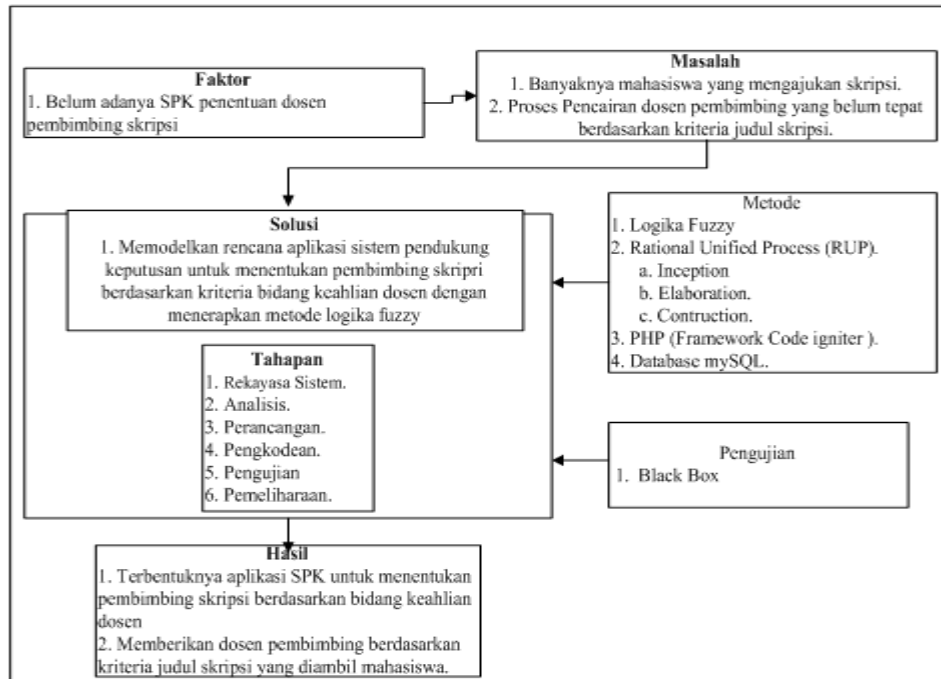 Faktor
1. Belum adanya SPK penentuan dosen
pembimbing skripsi
Masalah
1. Banyaknya mahasiswa yang mengajukan skripsi.
2. Proses Pencairan dosen pembimbing yang belum tepat
berdasarkan kriteria judul skripsi.
Solusi
1. Memodelkan rencana aplikasi sistem pendukung
keputusan untuk menentukan pembimbing skripri
berdasarkan kriteria bidang keahlian dosen dengan
menerapkan metode logika fuzzy
Metode
1. Logika Fuzzy
2. Rational Unified Process (RUP).
a. Inception
b. Elaboration.
c. Contruction.
3. PHP (Framework Code igniter ).
4. Database mySQL.
Tahapan
1. Rekayasa Sistem.
2. Analisis.
3. Perancangan.
4. Pengkodean.
5. Pengujian
6. Pemeliharaan.
Pengujian
1. Black Box
Hasil
1. Terbentuknya aplikasi SPK untuk menentukan
pembimbing skripsi berdasarkan bidang keahlian
dosen
2. Memberikan dosen pembimbing berdasarkan
kriteria judul skripsi yang diambil mahasiswa.